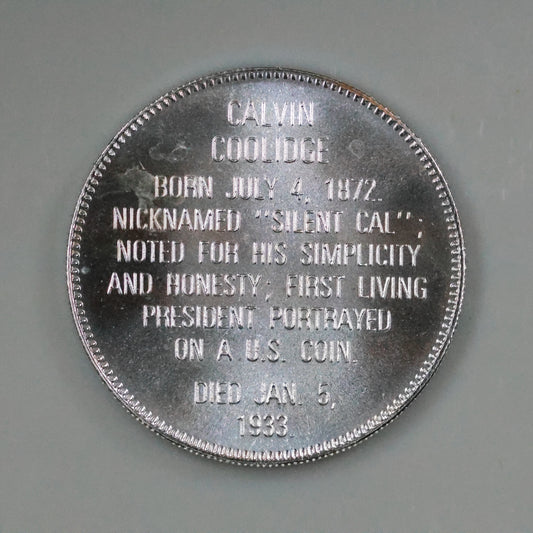 CALVIN
COOLIDGE
BORN JULY 4, 1872.
NICKNAMED "SILENT CAL";
NOTED FOR HIS SIMPLICITY
AND HONESTY; FIRST LIVING
PRESIDENT PORTRAYED
ON A U.S. COIN.
DIED JAN. 5,
1933.